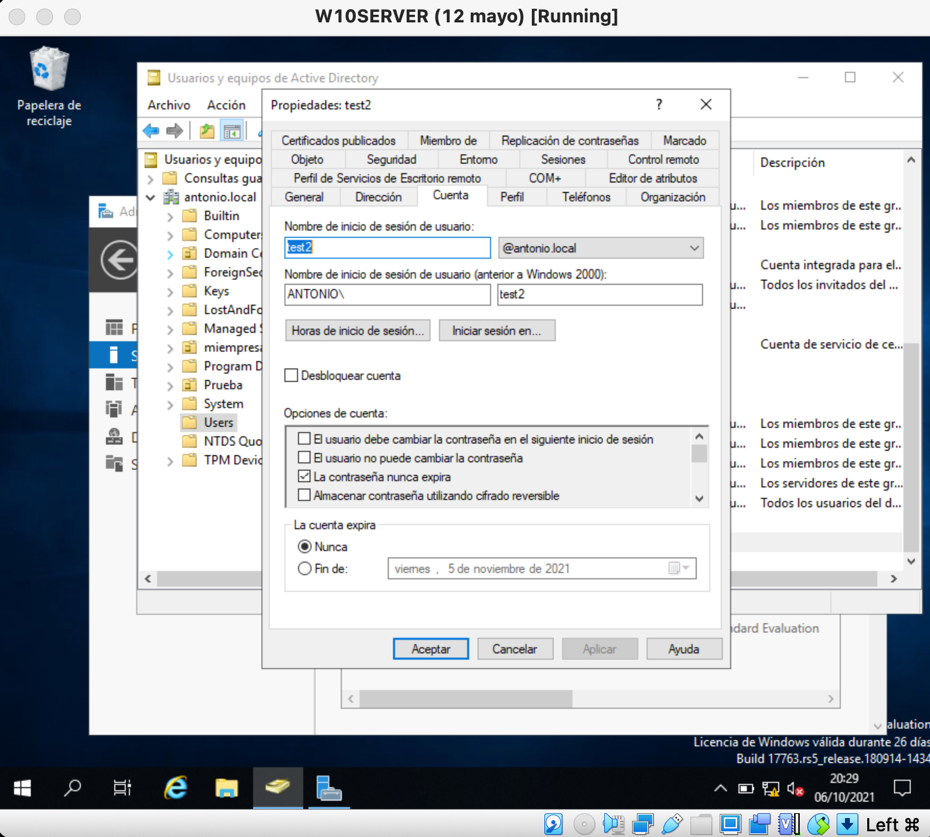 W10SERVER (12 mayo) [Running]
Papelera de
reciclaje
Usuarios y equipos de Active Directory
Archivo Acción
Propiedades: test2
Certificados publicados Miembro de Replicación de contraseñas Marcado
Objeto Seguridad Entorno Sesiones Control remoto
Perfil de Servicios de Escritorio remoto COM+ Editor de atributos
General Dirección Cuenta Perfil Teléfonos Organización
Nombre de inicio de sesión de usuario:
test2 @antonio.local
Nombre de inicio de sesión de usuario (anterior a Windows 2000):
ANTONIO\ test2
Horas de inicio de sesión... Iniciar sesión en...
Desbloquear cuenta
Opciones de cuenta:
El usuario debe cambiar la contraseña en el siguiente inicio de sesión
El usuario no puede cambiar la contraseña
La contraseña nunca expira
Almacenar contraseña utilizando cifrado reversible
La cuenta expira
Nunca
Fin de: viernes , 5 de noviembre de 2021
Aceptar Cancelar Aplicar Ayuda
Usuarios y equipo
Consultas gua
antonio.local
Builtin
Computer
Domain C
ForeignSec
Keys
LostAndFo
Managed S
miempresa
Program D
Prueba
System
Users
NTDS Quo
TPM Devic
Descripción
u... Los miembros de este gr...
u... Los miembros de este gr...
Cuenta integrada para el...
u... Todos los invitados del ...
u...
Cuenta de servicio de ce...
u... Los miembros de este gr...
u... Los miembros de este gr...
u... Los miembros de este gr...
u... Los servidores de este gr...
u... Todos los usuarios del d...
ndard Evaluation
aluation
Licencia de Windows válida durante 26 días
Build 17763.rs5_release.180914-1434
20:29
06/10/2021
Left ⌘